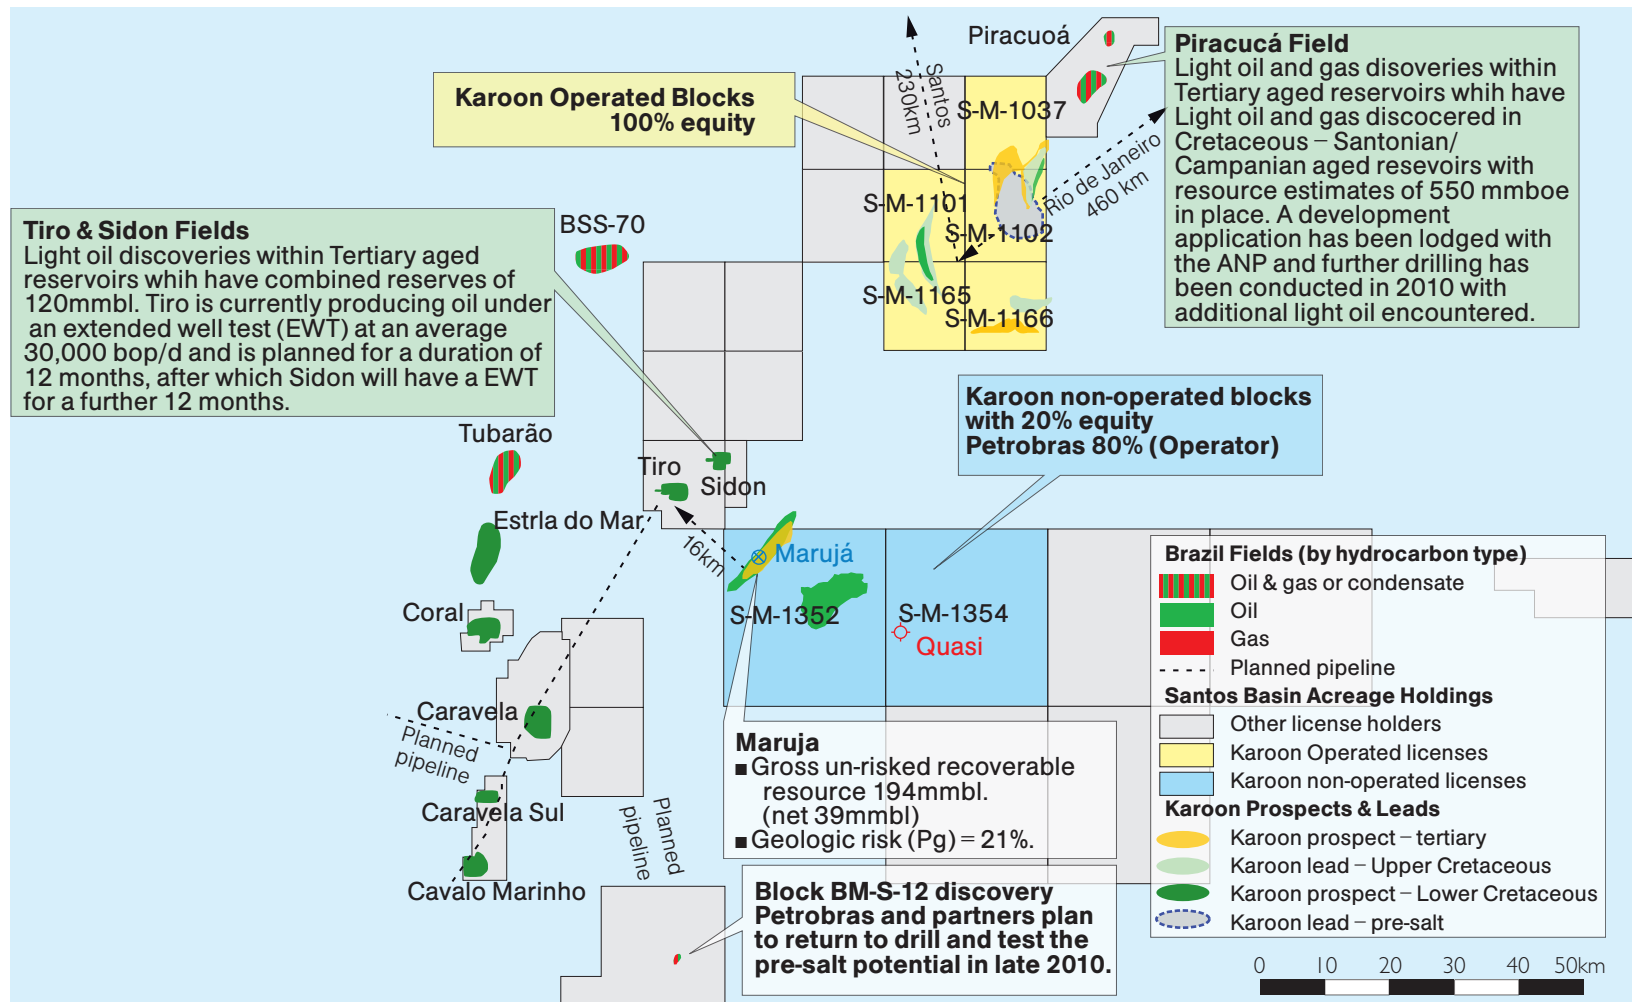 Piracuoá
Santos
230km
Karoon Operated Blocks
100% equity
S-M-1037
Rio de Janeiro
460 km
Piracucá Field
Light oil and gas disoveries within
Tertiary aged reservoirs whih have
Light oil and gas discocered in
Cretaceous – Santonian/
Campanian aged resevoirs with
resource estimates of 550 mmboe
in place. A development
application has been lodged with
the ANP and further drilling has
been conducted in 2010 with
additional light oil encountered.
S-M-1101
S-M-1102
S-M-1165
S-M-1166
Tiro & Sidon Fields
Light oil discoveries within Tertiary aged
reservoirs whih have combined reserves of
120mmbl. Tiro is currently producing oil under
an extended well test (EWT) at an average
30,000 bop/d and is planned for a duration of
12 months, after which Sidon will have a EWT
for a further 12 months.
BSS-70
Karoon non-operated blocks
with 20% equity
Petrobras 80% (Operator)
Tubarão
Tiro
Sidon
Estrla do Mar
16km
Marujá
S-M-1352
S-M-1354
Quasi
Coral
Caravela
Planned
pipeline
Caravela Sul
Cavalo Marinho
Planned
pipeline
Maruja
■ Gross un-risked recoverable
resource 194mmbl.
(net 39mmbl)
■ Geologic risk (Pg) = 21%.
Block BM-S-12 discovery
Petrobras and partners plan
to return to drill and test the
pre-salt potential in late 2010.
Brazil Fields (by hydrocarbon type)
Oil & gas or condensate
Oil
Gas
Planned pipeline
Santos Basin Acreage Holdings
Other license holders
Karoon Operated licenses
Karoon non-operated licenses
Karoon Prospects & Leads
Karoon prospect – tertiary
Karoon lead – Upper Cretaceous
Karoon prospect – Lower Cretaceous
Karoon lead – pre-salt
0 10 20 30 40 50km